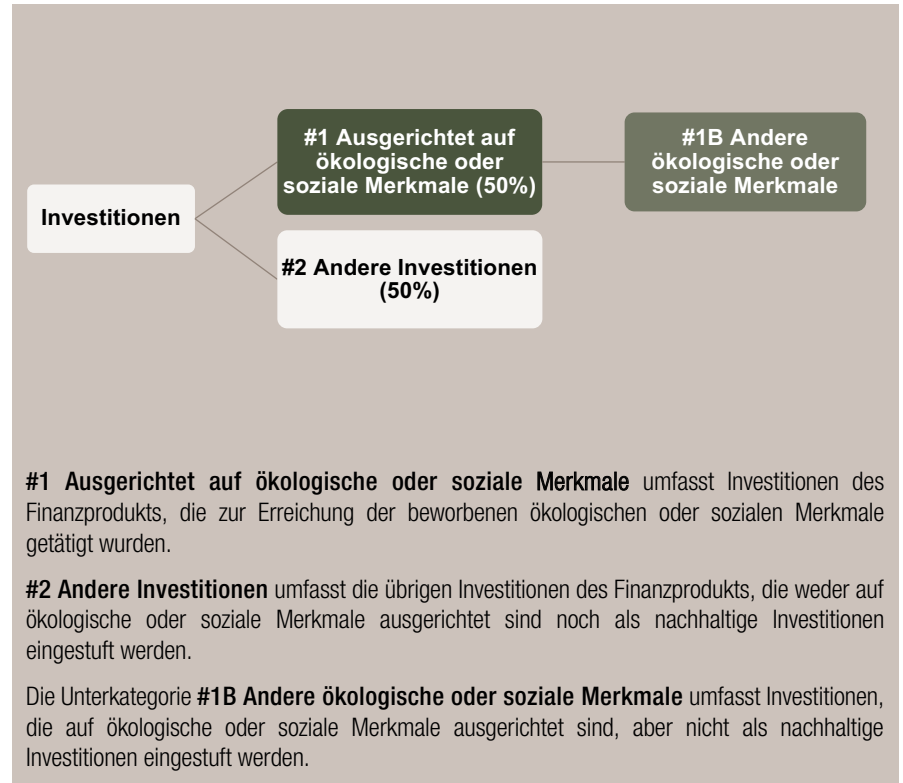 #1 Ausgerichtet auf
ökologische oder
soziale Merkmale (50%)
#1B Andere
ökologische oder
soziale Merkmale
Investitionen
#2 Andere Investitionen
(50%)
#1 Ausgerichtet auf ökologische oder soziale Merkmale umfasst Investitionen des
Finanzprodukts, die zur Erreichung der beworbenen ökologischen oder sozialen Merkmale
getätigt wurden.
#2 Andere Investitionen umfasst die übrigen Investitionen des Finanzprodukts, die weder auf
ökologische oder soziale Merkmale ausgerichtet sind noch als nachhaltige Investitionen
eingestuft werden.
Die Unterkategorie #1B Andere ökologische oder soziale Merkmale umfasst Investitionen,
die auf ökologische oder soziale Merkmale ausgerichtet sind, aber nicht als nachhaltige
Investitionen eingestuft werden.